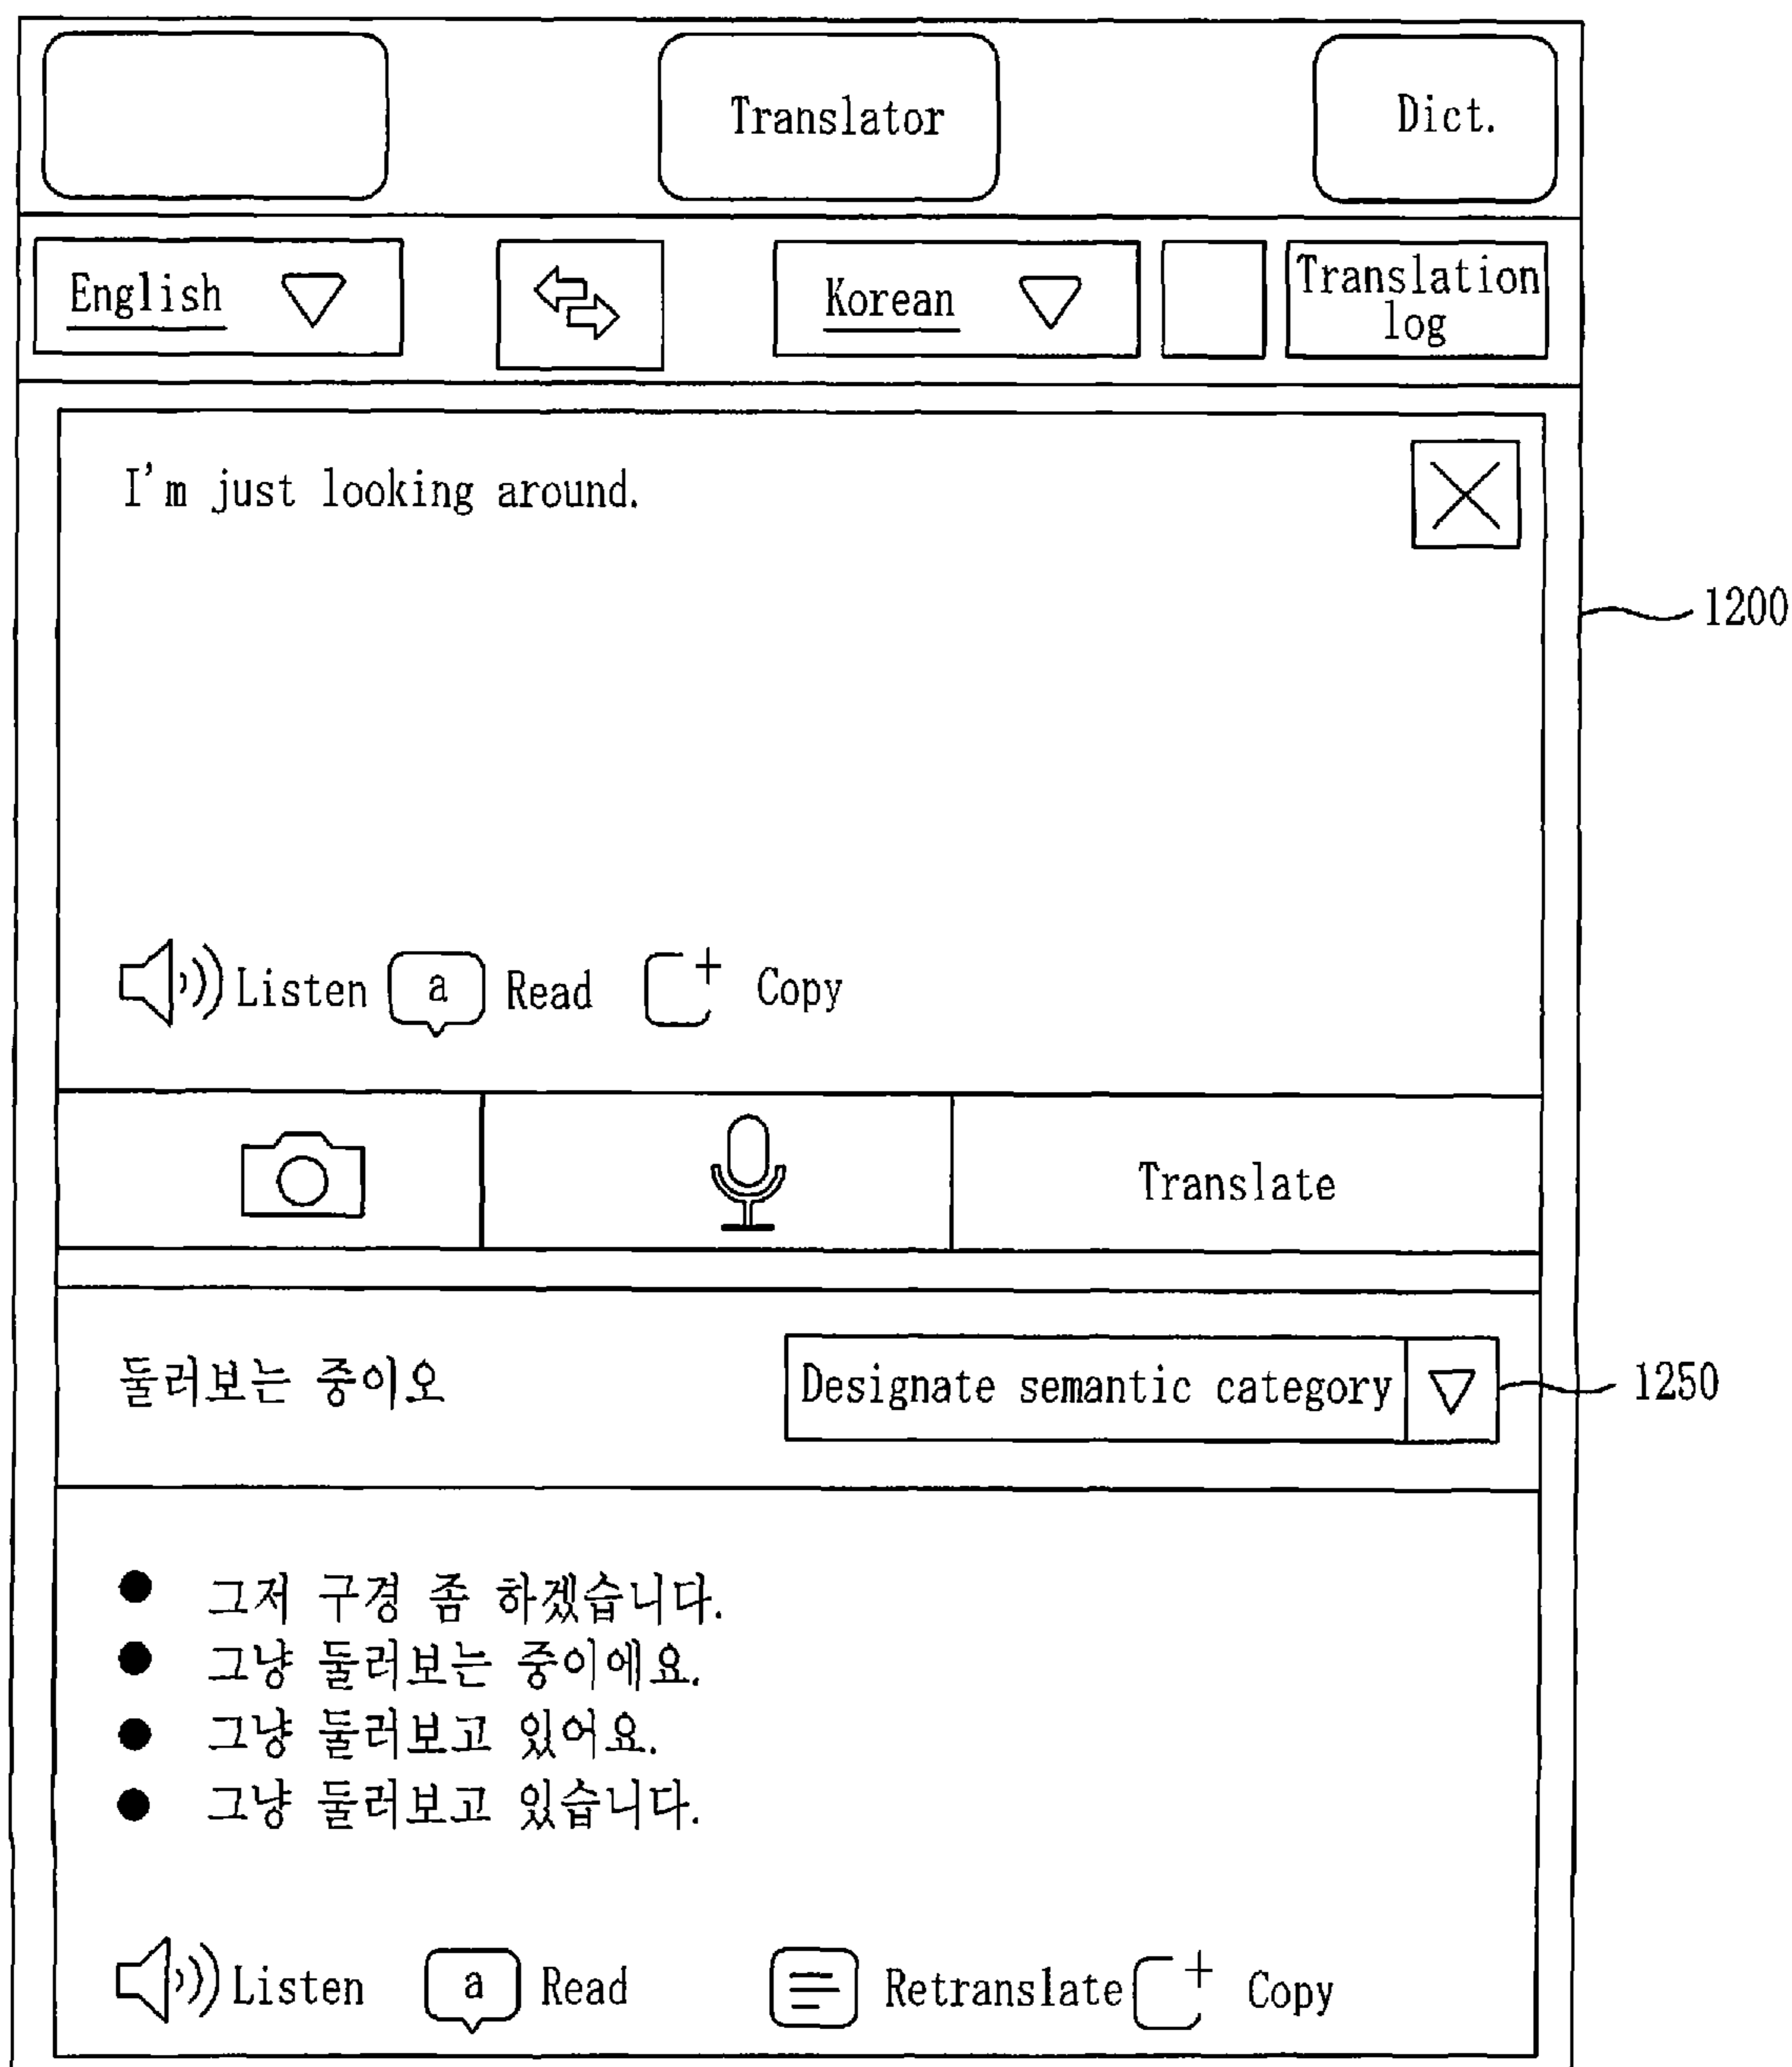 Translator Dict.
English Korean Translation log
I'm just looking around.
1200
Listen a Read Copy
Translate
둘러보는 중이오 Designate semantic category 1250
그저 구경 좀 하겠습니다.
그냥 둘러보는 중이에요.
그냥 둘러보고 있어요.
그냥 둘러보고 있습니다.
Listen a Read Retranslate Copy